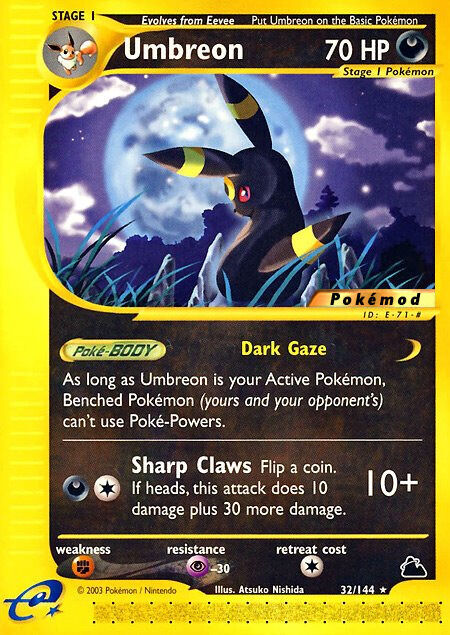 STAGE 1
Evolves from Eevee Put Umbreon on the Basic Pokémon
Umbreon 70 HP
Stage 1 Pokémon
Pokémod
ID: E-71-#
Poké-BODY Dark Gaze
As long as Umbreon is your Active Pokémon,
Benched Pokémon (yours and your opponent's)
can't use Poké-Powers.
Sharp Claws Flip a coin.
If heads, this attack does 10
damage plus 30 more damage.
10+
weakness resistance retreat cost
-30
© 2003 Pokémon / Nintendo Illus. Atsuko Nishida 32/144 ★
e